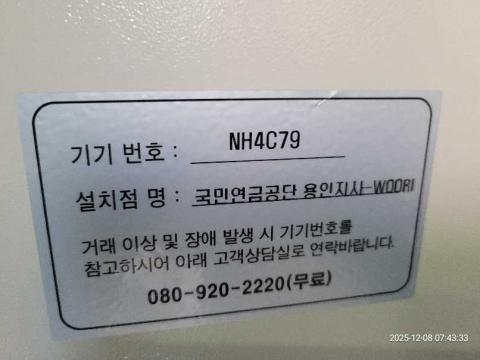 기기 번호 : NH4C79
설치점 명 : 국민연금공단 용인지사-WOORI
거래 이상 및 장애 발생 시 기기번호를
참고하시어 아래 고객상담실로 연락바랍니다.
080-920-2220(무료)
2025-12-08 07:43:33